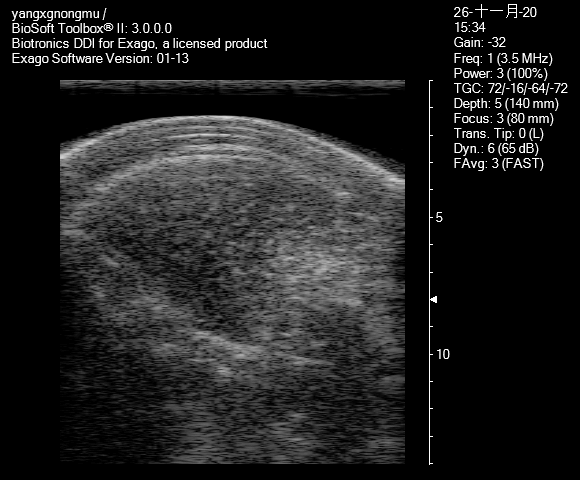 yangxgnongmu /
BioSoft Toolbox® II: 3.0.0.0
Biotronics DDI for Exago, a licensed product
Exago Software Version: 01-13
26-十一月-20
15:34
Gain: -32
Freq: 1 (3.5 MHz)
Power: 3 (100%)
TGC: 72/-16/-64/-72
Depth: 5 (140 mm)
Focus: 3 (80 mm)
Trans. Tip: 0 (L)
Dyn.: 6 (65 dB)
FAvg: 3 (FAST)
5
10